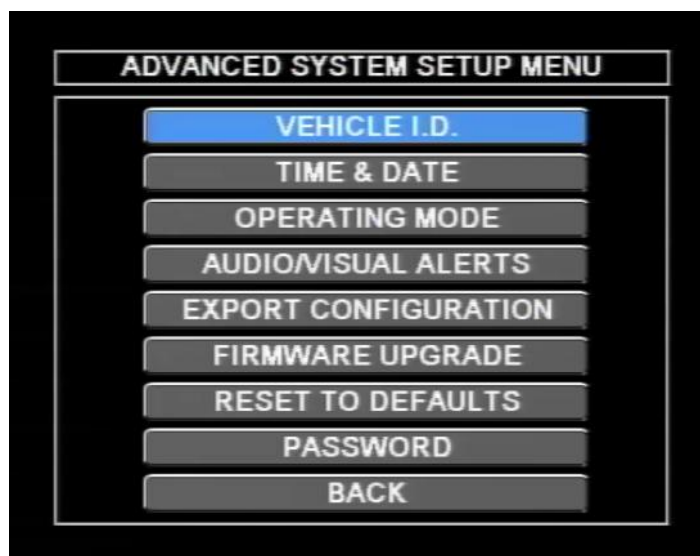 ADVANCED SYSTEM SETUP MENU
VEHICLE I.D.
TIME & DATE
OPERATING MODE
AUDIO/VISUAL ALERTS
EXPORT CONFIGURATION
FIRMWARE UPGRADE
RESET TO DEFAULTS
PASSWORD
BACK